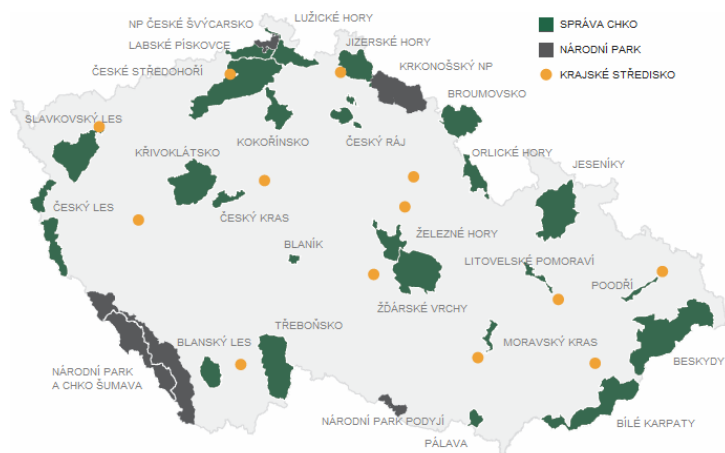 LUŽICKÉ HORY
NP ČESKÉ ŠVÝCARSKO
SPRÁVA CHKO
LABSKÉ PÍSKOVCE
JIZERSKÉ HORY
NÁRODNÍ PARK
KRKONOŠSKÝ NP
ČESKÉ STŘEDOHOŘÍ
KRAJSKÉ STŘEDISKO
BROUMOVSKO
SLAVKOVSKÝ LES
KOKOŘÍNSKO
ČESKÝ RÁJ
KŘIVOKLÁTSKO
ORLICKÉ HORY
JESENÍKY
ČESKÝ LES
ČESKÝ KRAS
ŽELEZNÉ HORY
BLANÍK
LITOVELSKÉ POMORAVÍ
POODŘÍ
ŽĎÁRSKÉ VRCHY
TŘEBOŇSKO
BLANSKÝ LES
MORAVSKÝ KRAS
BESKYDY
NÁRODNÍ PARK
A CHKO ŠUMAVA
NÁRODNÍ PARK PODYJÍ
BÍLÉ KARPATY
PÁLAVA